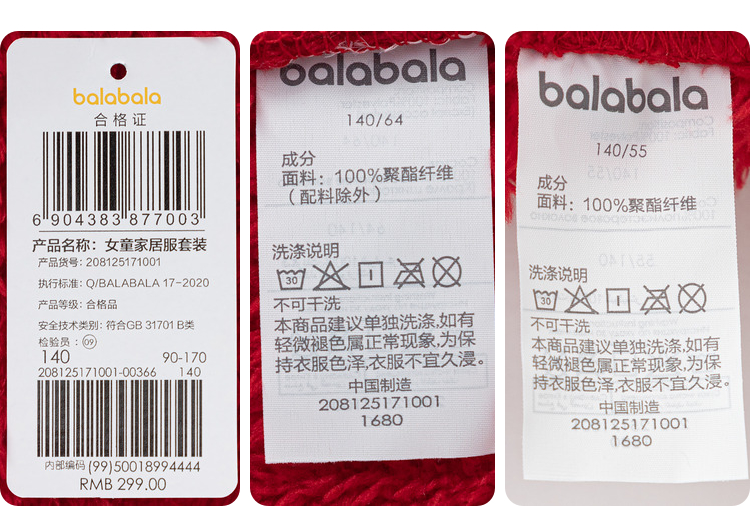 balabala
合格证
6 904383 877003
产品名称：女童家居服套装
产品货号：208125171001
执行标准：Q/BALABALA 17-2020
产品等级：合格品
安全技术类别：符合GB 31701 B类
检验员：09
140 90-170
208125171001-00366 140
内部编码 (99)50018994444
RMB 299.00
balabala
140/64
成分
面料：100%聚酯纤维
（配料除外）
洗涤说明
30
不可干洗
本商品建议单独洗涤,如有
轻微褪色属正常现象,为保
持衣服色泽,衣服不宜久浸。
中国制造
208125171001
1680
balabala
140/55
成分
面料：100%聚酯纤维
洗涤说明
30
不可干洗
本商品建议单独洗涤,如有
轻微褪色属正常现象,为保
持衣服色泽,衣服不宜久浸。
中国制造
208125171001
1680